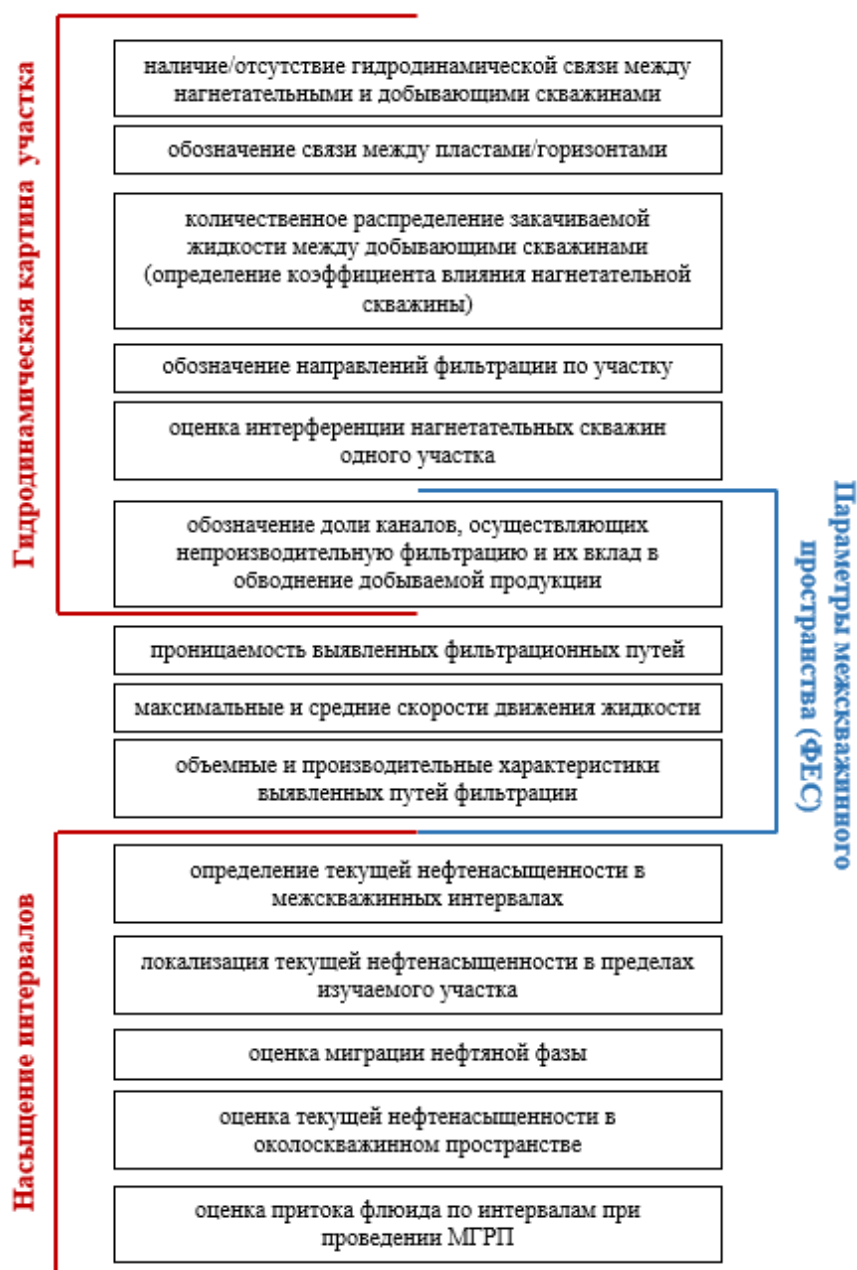 Гидродинамическая картина участка
наличие/отсутствие гидродинамической связи между
нагнетательными и добывающими скважинами
обозначение связи между пластами/горизонтами
количественное распределение закачиваемой
жидкости между добывающими скважинами
(определение коэффициента влияния нагнетательной
скважины)
обозначение направлений фильтрации по участку
оценка интерференции нагнетательных скважин
одного участка
Параметры межскважинного
пространства (ФЕС)
обозначение доли каналов, осуществляющих
непроизводительную фильтрацию и их вклад в
обводнение добываемой продукции
проницаемость выявленных фильтрационных путей
максимальные и средние скорости движения жидкости
объемные и производительные характеристики
выявленных путей фильтрации
Насыщение интервалов
определение текущей нефтенасыщенности в
межскважинных интервалах
локализация текущей нефтенасыщенности в пределах
изучаемого участка
оценка миграции нефтяной фазы
оценка текущей нефтенасыщенности в
околоскважинном пространстве
оценка притока флюида по интервалам при
проведении МГРП